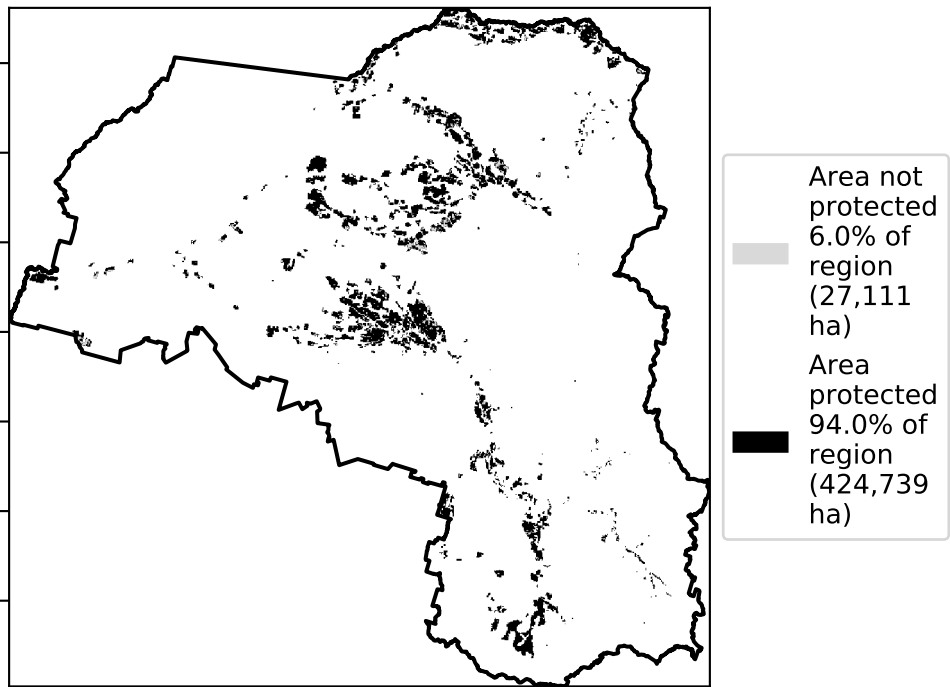 Area not
protected
6.0% of
region
(27,111
ha)
Area
protected
94.0% of
region
(424,739
ha)